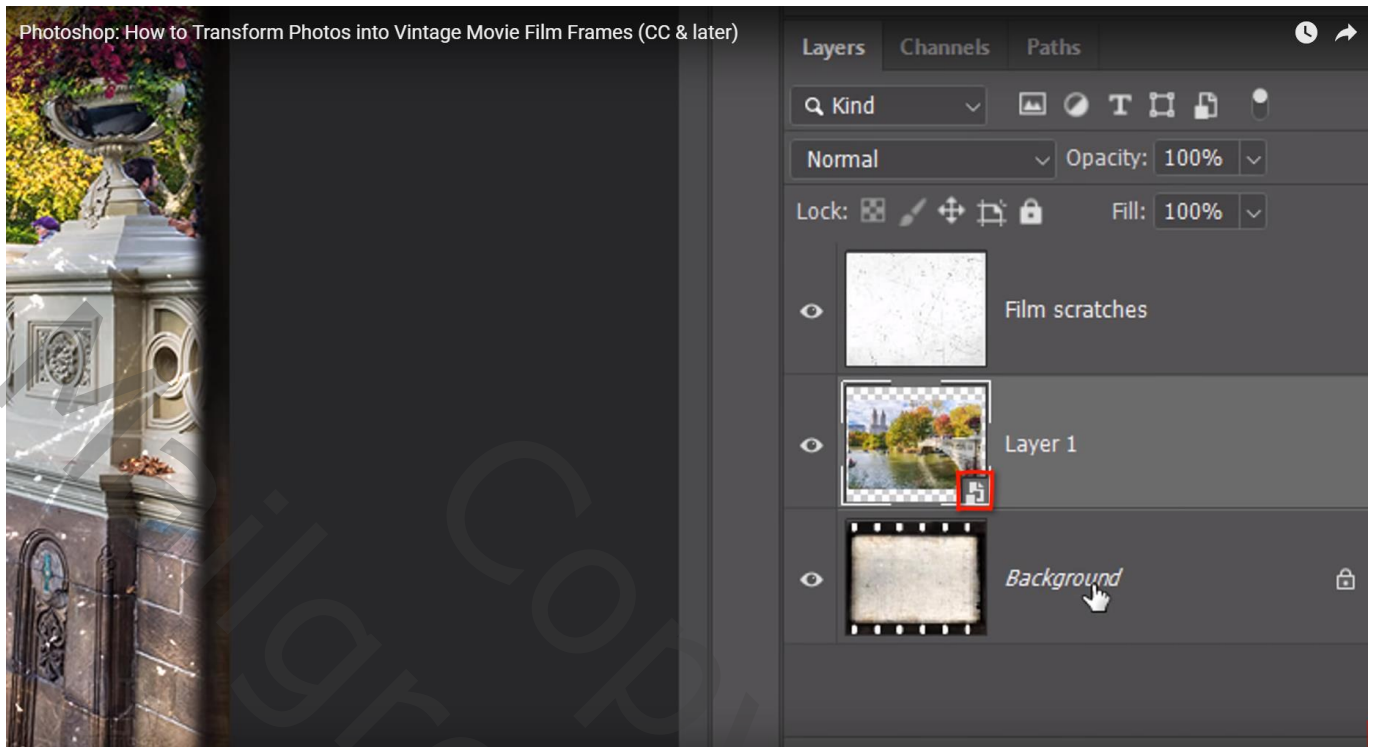 Photoshop: How to Transform Photos into Vintage Movie Film Frames (CC & later)
Layers Channels Paths
Kind
Normal Opacity: 100%
Lock: Fill: 100%
Film scratches
Layer 1
Background